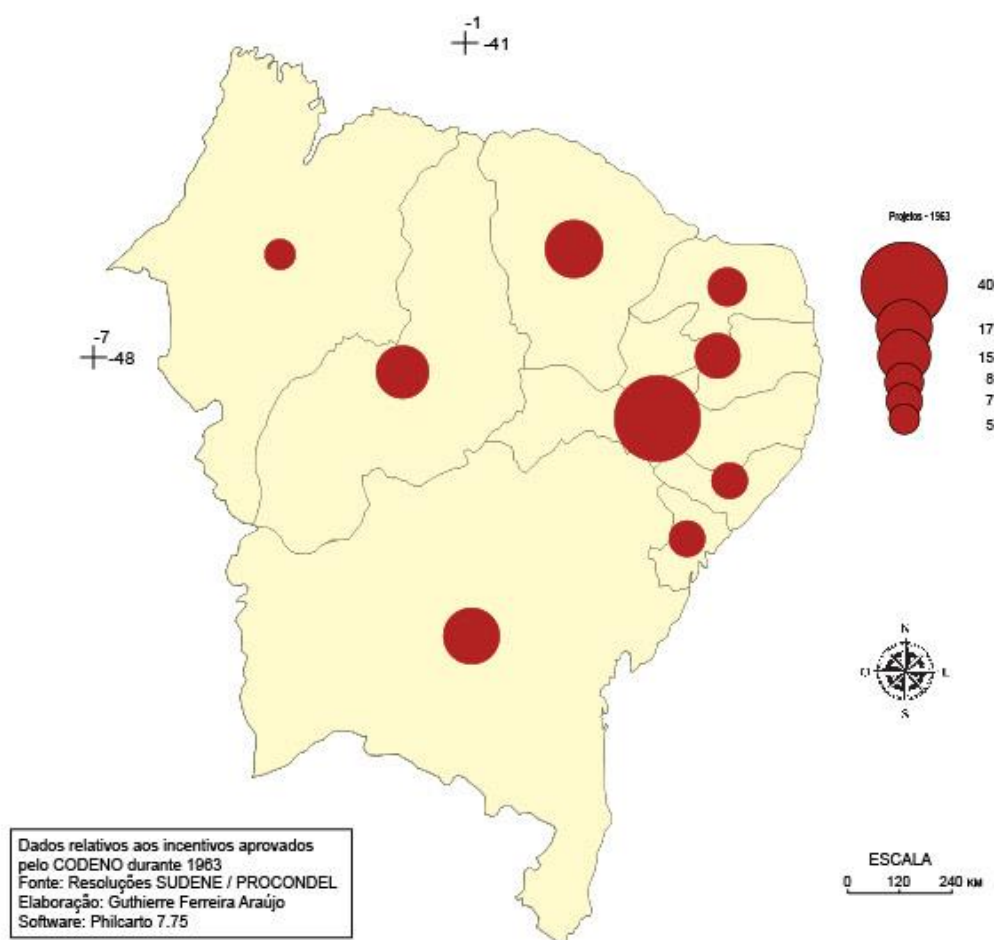 -1
-41
Projetos - 1963
40
17
15
8
7
5
-7
-48
N
O
L
S
Dados relativos aos incentivos aprovados
pelo CODENO durante 1963
Fonte: Resoluções SUDENE / PROCONDEL
Elaboração: Guthierre Ferreira Araújo
Software: Philcarto 7.75
ESCALA
0 120 240 KM